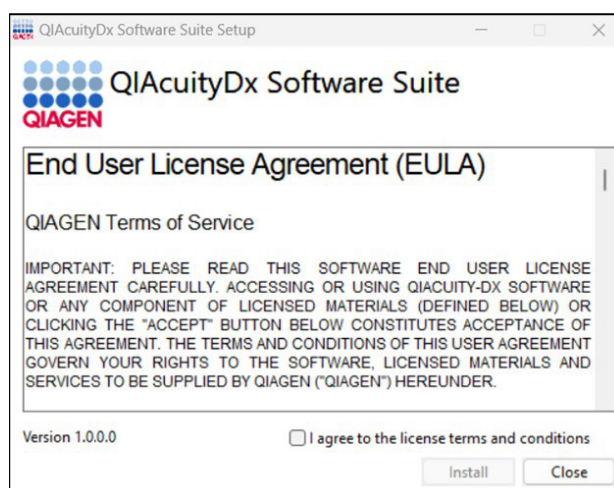 QIAcuityDx Software Suite Setup
QIAcuityDx Software Suite
QIAGEN
End User License Agreement (EULA)
QIAGEN Terms of Service
IMPORTANT: PLEASE READ THIS SOFTWARE END USER LICENSE
AGREEMENT CAREFULLY. ACCESSING OR USING QIACUITY-DX SOFTWARE
OR ANY COMPONENT OF LICENSED MATERIALS (DEFINED BELOW) OR
CLICKING THE "ACCEPT" BUTTON BELOW CONSTITUTES ACCEPTANCE OF
THIS AGREEMENT. THE TERMS AND CONDITIONS OF THIS USER AGREEMENT
GOVERN YOUR RIGHTS TO THE SOFTWARE, LICENSED MATERIALS AND
SERVICES TO BE SUPPLIED BY QIAGEN ("QIAGEN") HEREUNDER.
Version 1.0.0.0
I agree to the license terms and conditions
Install
Close